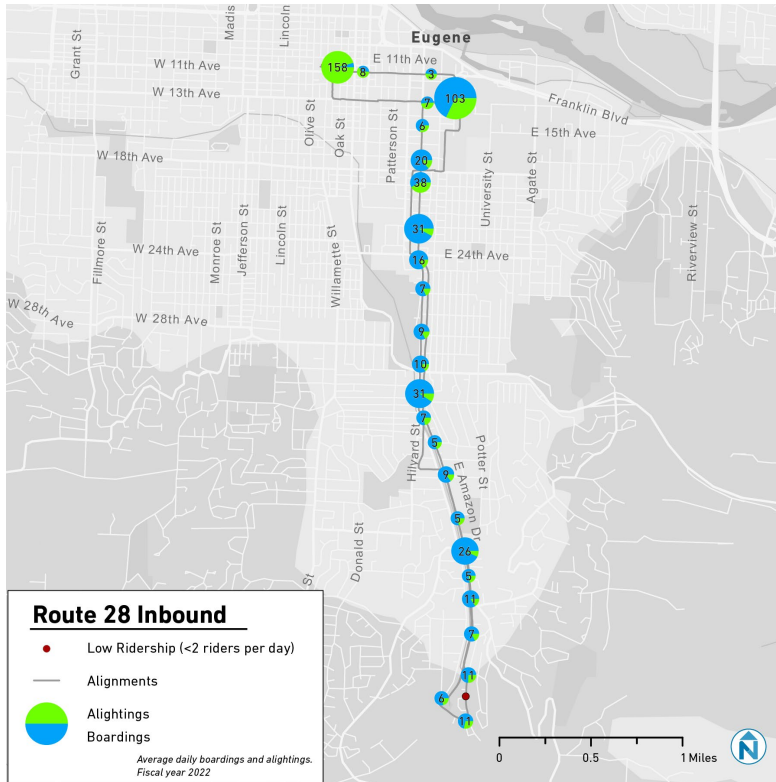 Madis
Lincoln
Grant St
Eugene
E 11th Ave
W 11th Ave
158
8
3
W 13th Ave
103
7
Franklin Blvd
Olive St
Oak St
6
E 15th Ave
Patterson St
W 18th Ave
20
University St
Agate St
38
31
Fillmore St
Monroe St
Jefferson St
Lincoln St
Willamette St
W 24th Ave
16
E 24th Ave
Riverview St
7
W 28th Ave
W 28th Ave
9
10
31
7
Hilyard St
5
Potter St
9
E Amazon Dr
5
Donald St
26
St
5
11
7
11
6
11
Route 28 Inbound
Low Ridership (<2 riders per day)
Alignments
Alightings
Boardings
Average daily boardings and alightings.
Fiscal year 2022
0
0.5
1 Miles
N